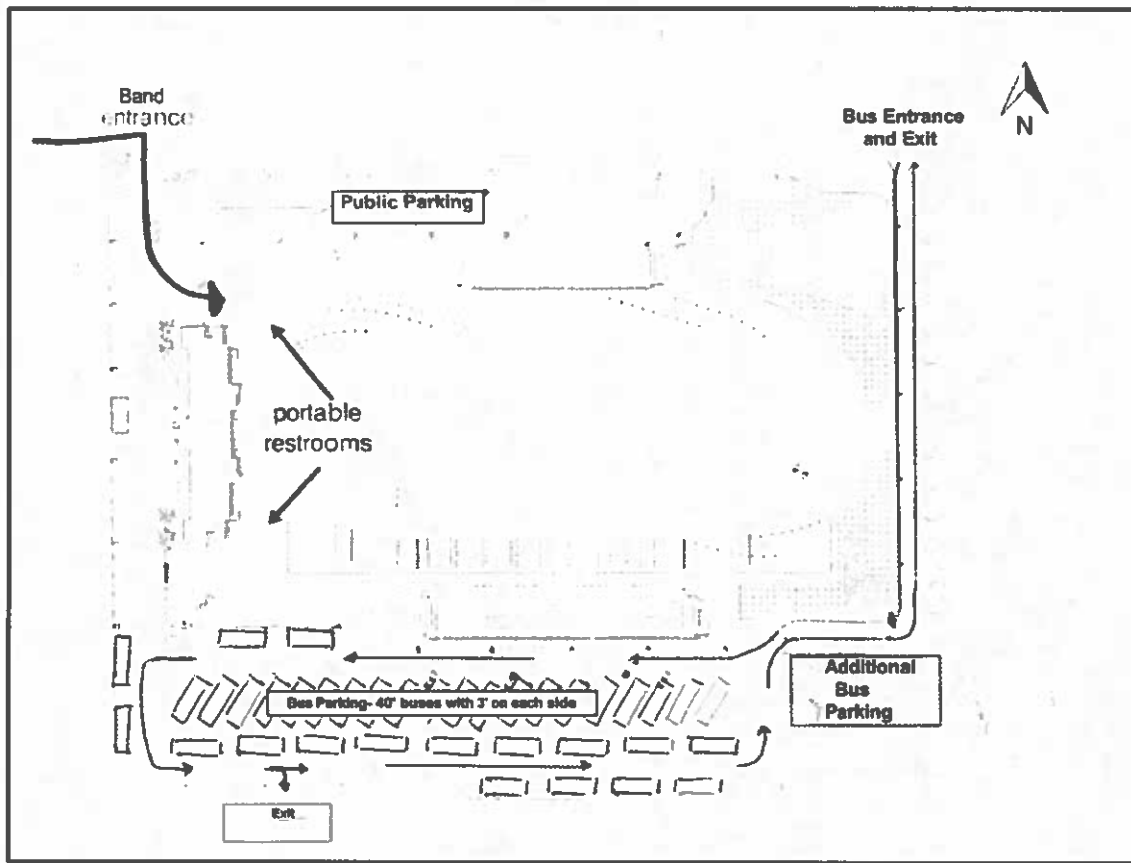 Band
entrance
Bus Entrance
and Exit
N
Public Parking
portable
restrooms
Additional
Bus
Parking
Bus Parking- 40' buses with 3' on each side
Exit